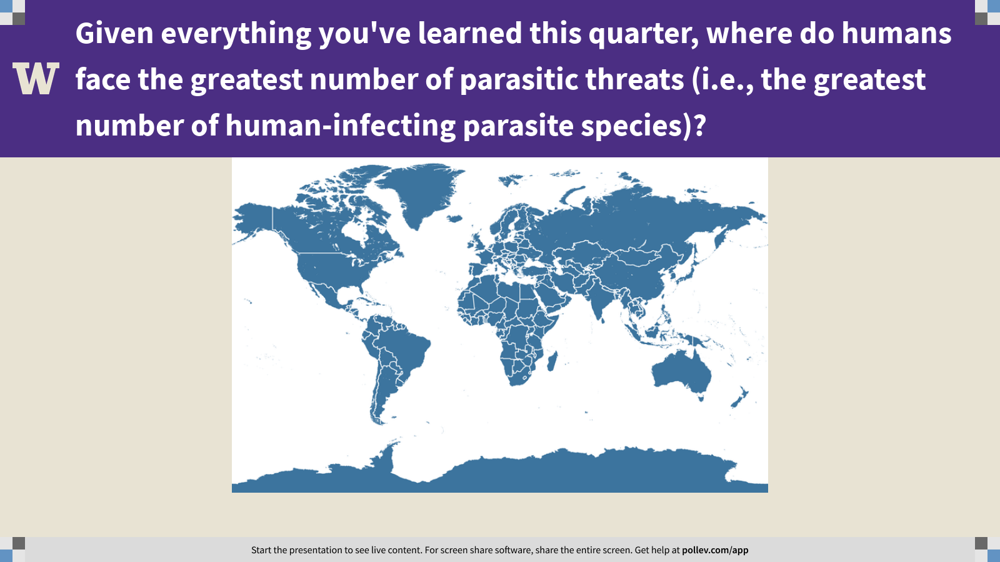 Given everything you've learned this quarter, where do humans
W
face the greatest number of parasitic threats (i.e., the greatest
number of human-infecting parasite species)?
Start the presentation to see live content. For screen share software, share the entire screen. Get help at pollev.com/app